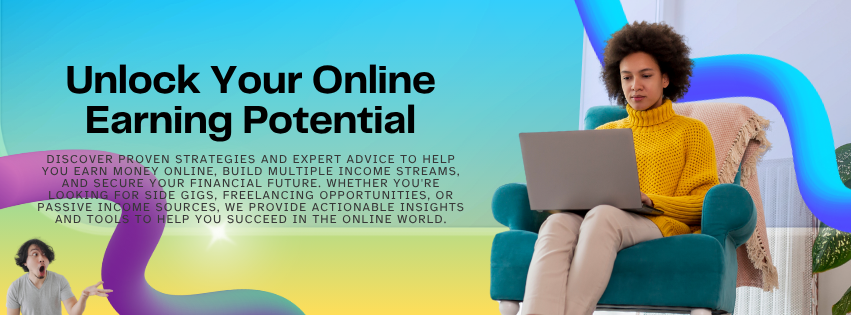 Unlock Your Online
Earning Potential
DISCOVER PROVEN STRATEGIES AND EXPERT ADVICE TO HELP
YOU EARN MONEY ONLINE, BUILD MULTIPLE INCOME STREAMS,
AND SECURE YOUR FINANCIAL FUTURE. WHETHER YOU'RE
LOOKING FOR SIDE GIGS, FREELANCING OPPORTUNITIES, OR
PASSIVE INCOME SOURCES, WE PROVIDE ACTIONABLE INSIGHTS
AND TOOLS TO HELP YOU SUCCEED IN THE ONLINE WORLD.